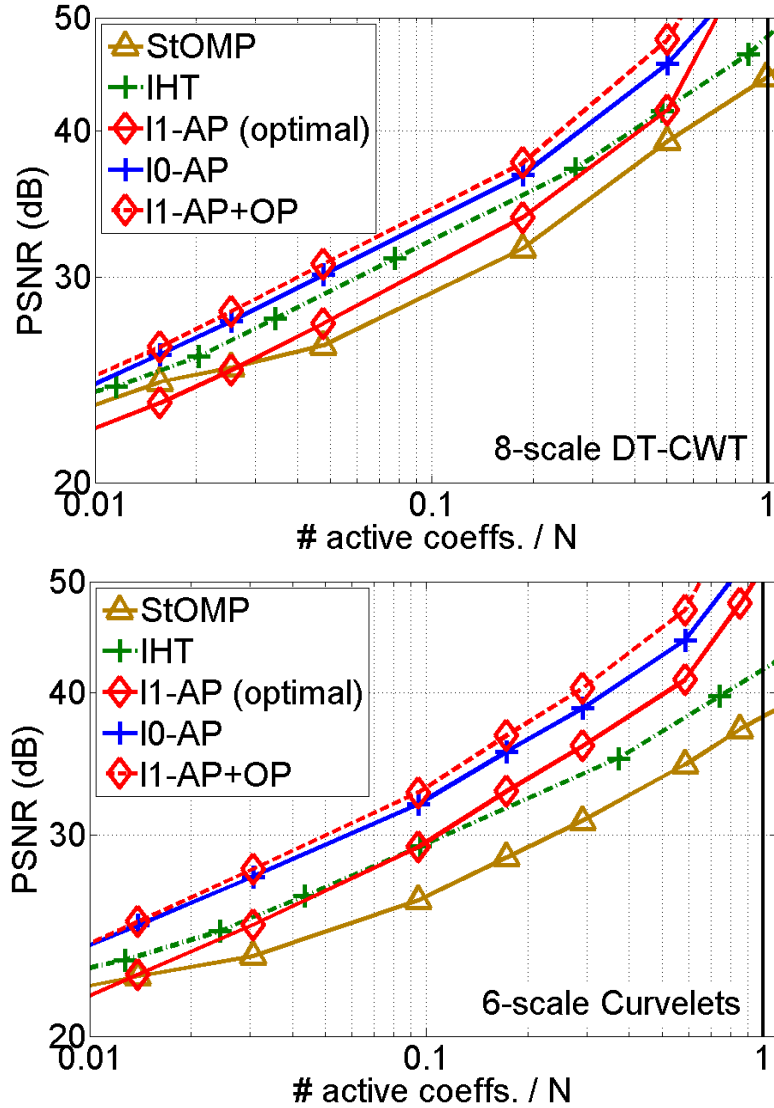 50
StOMP
IHT
l1-AP (optimal)
l0-AP
l1-AP+OP
40
30
20
PSNR (dB)
8-scale DT-CWT
0.01
0.1
1
# active coeffs. / N
50
StOMP
IHT
l1-AP (optimal)
l0-AP
l1-AP+OP
40
30
20
PSNR (dB)
6-scale Curvelets
0.01
0.1
1
# active coeffs. / N